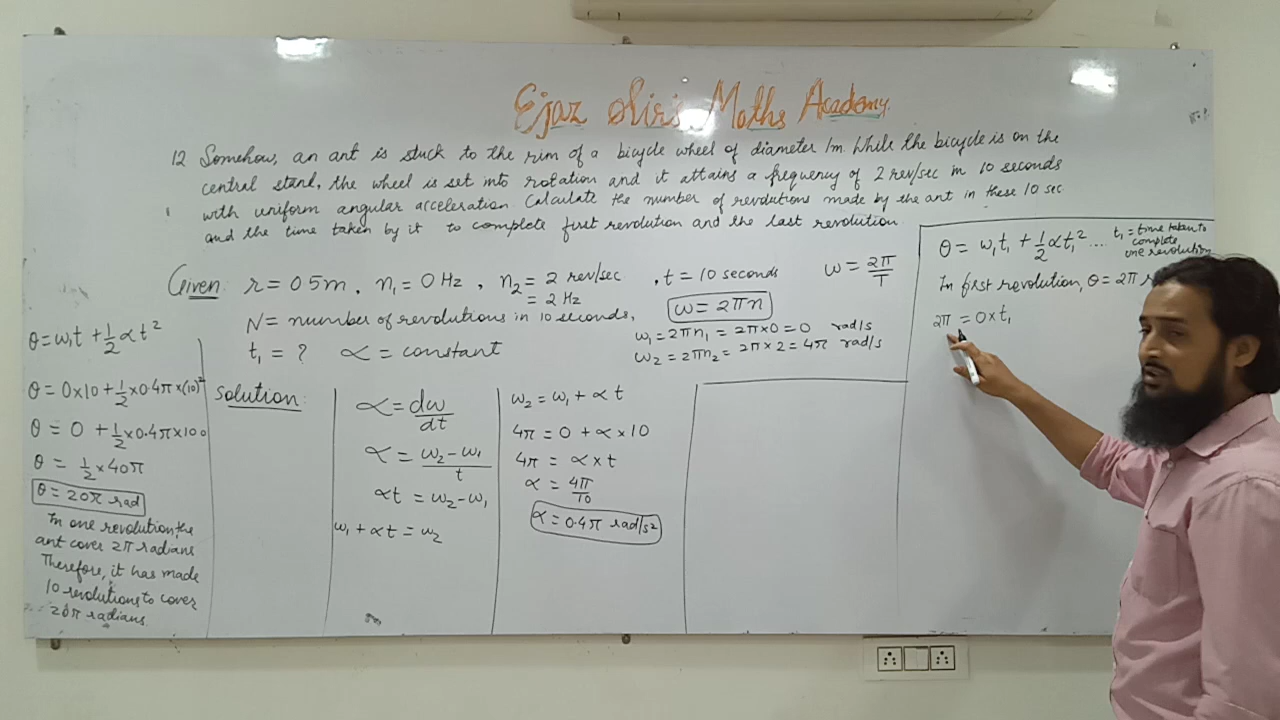 Ejaz Sir's Maths Academy.
12 Somehow, an ant is stuck to the rim of a bicycle wheel of diameter 1m. While the bicycle is on the
central stand, the wheel is set into rotation and it attains a frequency of 2 rev/sec in 10 seconds
with uniform angular acceleration. Calculate the number of revolutions made by the ant in these 10 sec
and the time taken by it to complete first revolution and the last revolution.
Given: r = 0.5m, n₁ = 0 Hz, n₂ = 2 rev/sec
= 2 Hz
, t = 10 seconds
ω = 2π/T
N = number of revolutions in 10 seconds,
ω = 2πn
t₁ = ? α = constant
ω₁ = 2πn₁ = 2π×0 = 0 rad/s
ω₂ = 2πn₂ = 2π×2 = 4π rad/s
θ = ω₁t + 1/2 αt²
θ = 0×10 + 1/2 × 0.4π × (10)²
θ = 0 + 1/2 × 0.4π × 100
θ = 1/2 × 40π
θ = 20π rad
In one revolution, the
ant cover 2π radians
Therefore, it has made
10 revolutions to cover
20π radians.
Solution:
α = dω/dt
α = ω₂ - ω₁/t
αt = ω₂ - ω₁
ω₁ + αt = ω₂
ω₂ = ω₁ + αt
4π = 0 + α×10
4π = α×t
α = 4π/10
α = 0.4π rad/s²
θ = ω₁t₁ + 1/2 αt₁² ....
t₁ = time taken to
complete
one revolution
In first revolution, θ = 2π
2π = 0×t₁